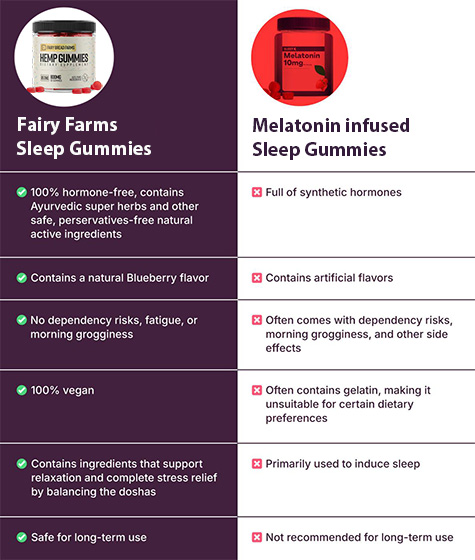 FAIRY BREAD FARMS
HEMP GUMMIES
DIETARY SUPPLEMENT
Melatonin
10mg
Fairy Farms
Sleep Gummies
Melatonin infused
Sleep Gummies
100% hormone-free, contains
Ayurvedic super herbs and other
safe, perservatives-free natural
active ingredients
Full of synthetic hormones
Contains a natural Blueberry flavor
Contains artificial flavors
No dependency risks, fatigue, or
morning grogginess
Often comes with dependency risks,
morning grogginess, and other side
effects
100% vegan
Often contains gelatin, making it
unsuitable for certain dietary
preferences
Contains ingredients that support
relaxation and complete stress relief
by balancing the doshas
Primarily used to induce sleep
Safe for long-term use
Not recommended for long-term use